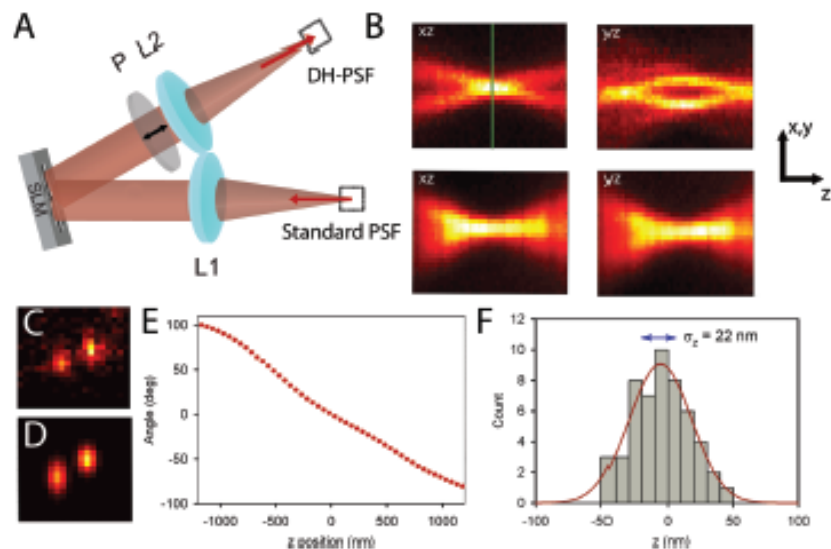 A
P L2
DH-PSF
SLM
Standard PSF
L1
B
xz
yz
xz
yz
x,y
z
C
D
E
100
50
0
-50
-100
Angle (deg)
-1000 -500 0 500 1000
z position (nm)
F
12
10
8
6
4
2
0
Count
σz = 22 nm
-100 -50 0 50 100
z (nm)